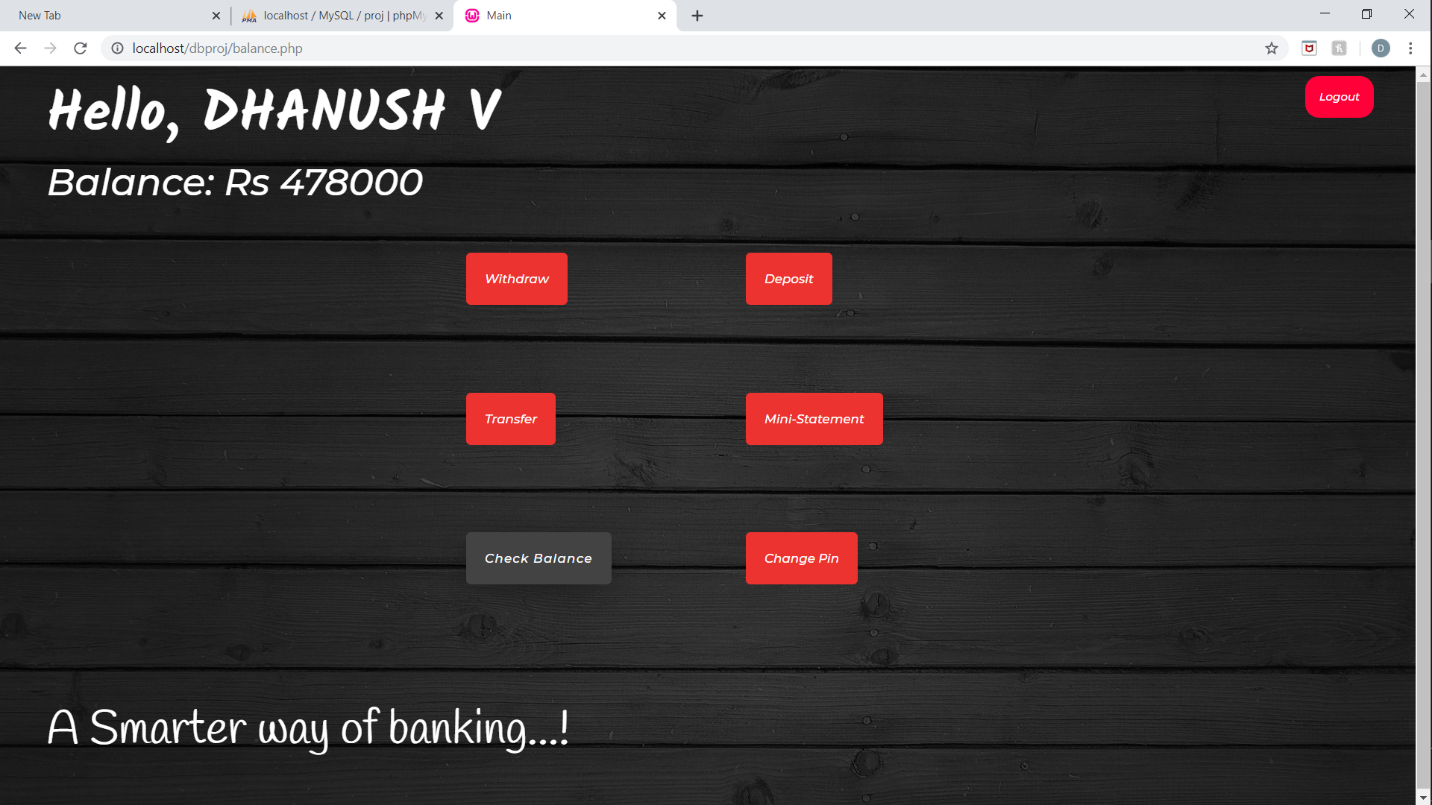 New Tab
localhost / MySQL / proj | phpMy
Main
localhost/dbproj/balance.php
D
Hello, DHANUSH V
Logout
Balance: Rs 478000
Withdraw
Deposit
Transfer
Mini-Statement
Check Balance
Change Pin
A Smarter way of banking...!